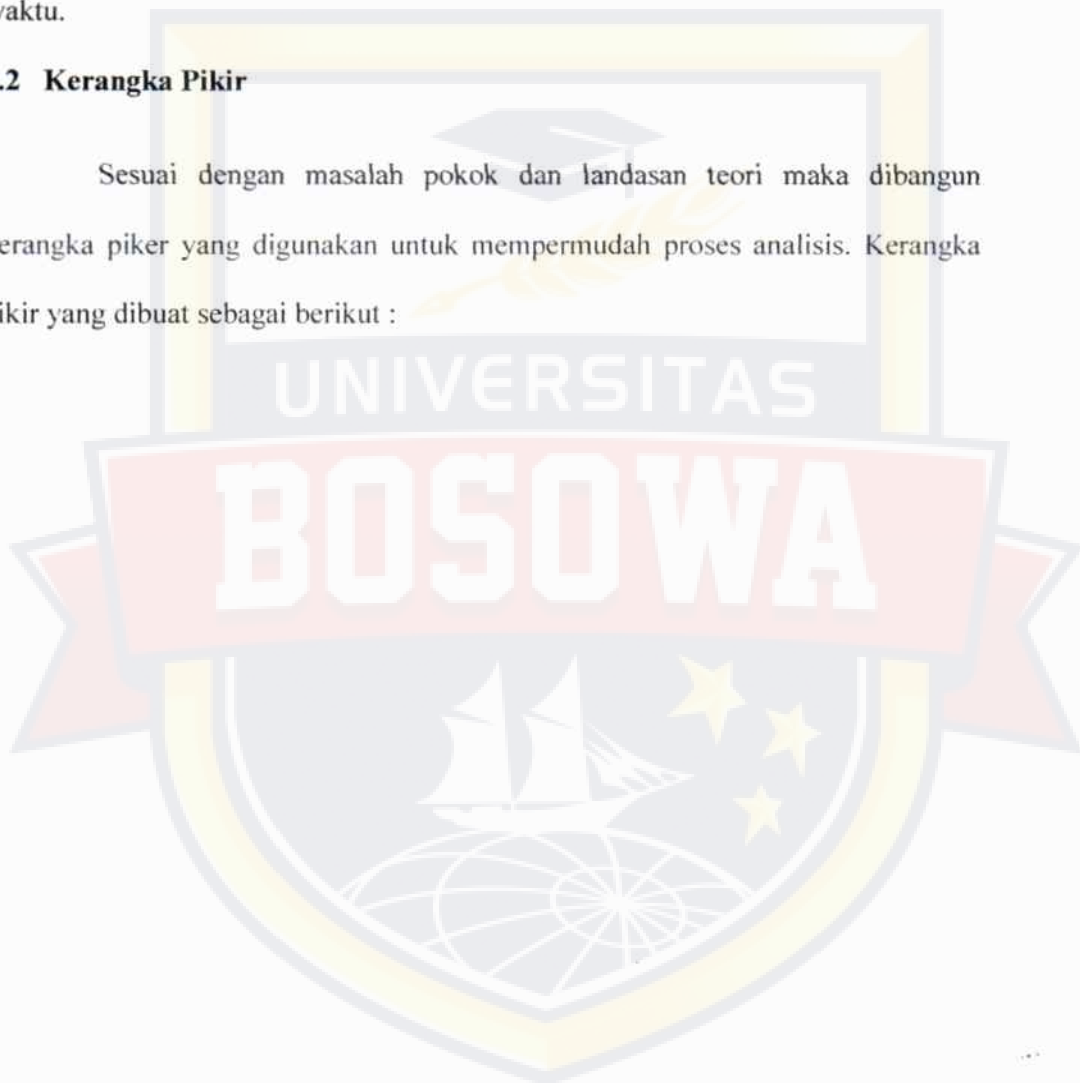 vaktu.
.2 Kerangka Pikir
Sesuai dengan masalah pokok dan landasan teori maka dibangun
erangka piker yang digunakan untuk mempermudah proses analisis. Kerangka
ikir yang dibuat sebagai berikut :
UNIVERSITAS
BOSOWA